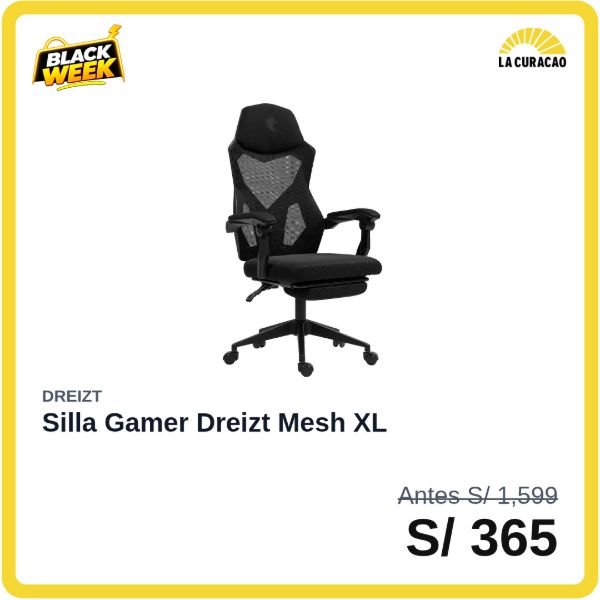 BLACK
WEEK
LA CURACAO
DREIZT
Silla Gamer Dreizt Mesh XL
Antes S/ 1,599
S/ 365